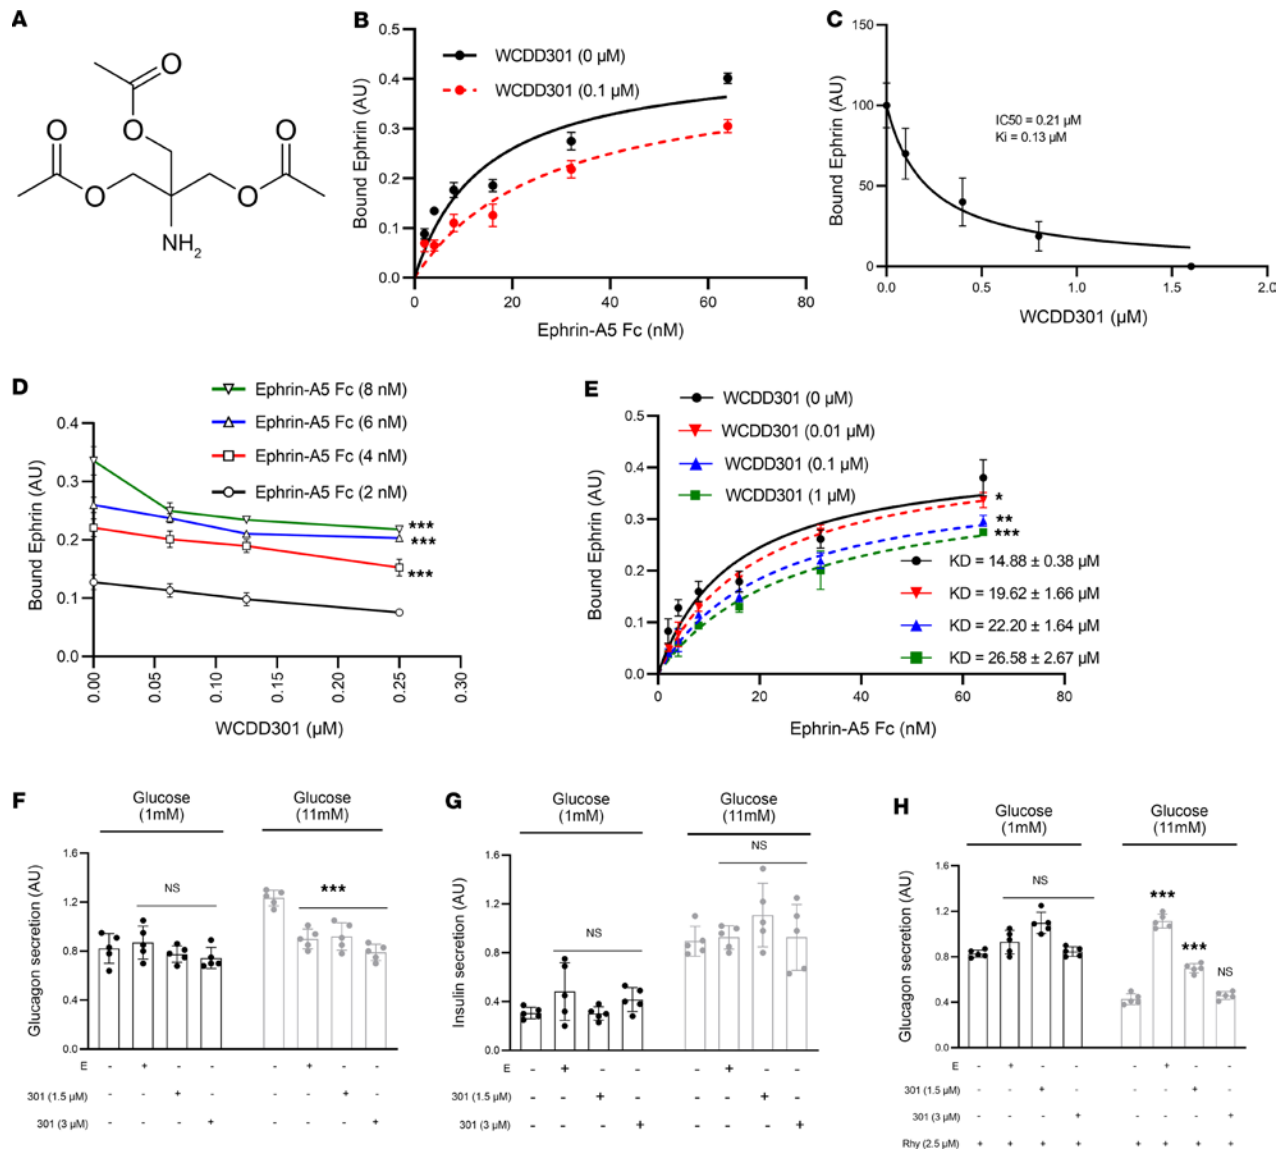 A
O
O
O
O
O
O
NH2
B
Bound Ephrin (AU)
0.5
0.4
0.3
0.2
0.1
0.0
WCDD301 (0 µM)
WCDD301 (0.1 µM)
0
20
40
60
80
Ephrin-A5 Fc (nM)
C
Bound Ephrin (AU)
150
100
50
0
IC50 = 0.21 µM
Ki = 0.13 µM
0.0
0.5
1.0
1.5
2.0
WCDD301 (µM)
D
Ephrin-A5 Fc (8 nM)
Ephrin-A5 Fc (6 nM)
Ephrin-A5 Fc (4 nM)
Ephrin-A5 Fc (2 nM)
Bound Ephrin (AU)
0.4
0.3
0.2
0.1
0.0
***
***
***
0.00
0.05
0.10
0.15
0.20
0.25
0.30
WCDD301 (µM)
E
WCDD301 (0 µM)
WCDD301 (0.01 µM)
WCDD301 (0.1 µM)
WCDD301 (1 µM)
Bound Ephrin (AU)
0.5
0.4
0.3
0.2
0.1
0.0
*
**
***
KD = 14.88 ± 0.38 µM
KD = 19.62 ± 1.66 µM
KD = 22.20 ± 1.64 µM
KD = 26.58 ± 2.67 µM
0
20
40
60
80
Ephrin-A5 Fc (nM)
F
Glucose
(1mM)
Glucose
(11mM)
Glucagon secretion (AU)
1.6
1.2
0.8
0.4
0.0
NS
***
E - + - - - + - -
301 (1.5 µM) - - + - - - + -
301 (3 µM) - - - + - - - +
G
Glucose
(1mM)
Glucose
(11mM)
Insulin secretion (AU)
1.6
1.2
0.8
0.4
0.0
NS
NS
E - + - - - + - -
301 (1.5 µM) - - + - - - + -
301 (3 µM) - - - + - - - +
H
Glucose
(1mM)
Glucose
(11mM)
Glucagon secretion (AU)
1.6
1.2
0.8
0.4
0.0
NS
***
***
NS
E - + - - - + - -
301 (1.5 µM) - - + - - - + -
301 (3 µM) - - - + - - - +
Rhy (2.5 µM) + + + + + + + +